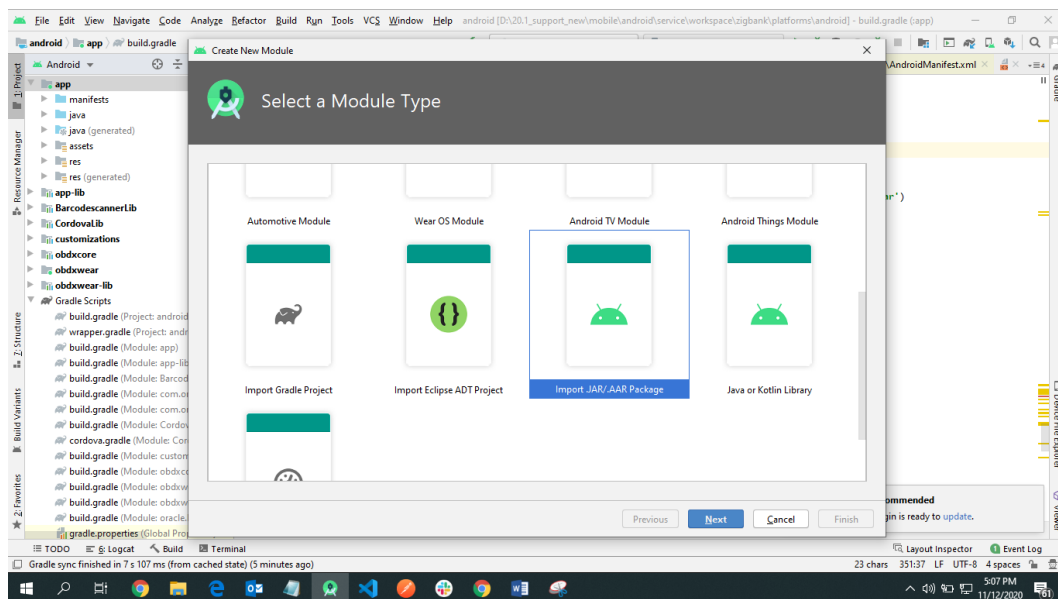 File Edit View Navigate Code Analyze Refactor Build Run Tools VCS Window Help android [D:\20.1_support_new\mobile\android\service\workspace\zigbank\platforms\android] - build.gradle (:app)
android app build.gradle
Create New Module
\AndroidManifest.xml
Android
Select a Module Type
1: Project
Resource Manager
Z: Structure
Build Variants
2: Favorites
app
manifests
java
java (generated)
assets
res
res (generated)
app-lib
BarcodescannerLib
CordovaLib
customizations
obdxcore
obdxwear
obdxwear-lib
Gradle Scripts
build.gradle (Project: android
wrapper.gradle (Project: andr
build.gradle (Module: app)
build.gradle (Module: app-lib
build.gradle (Module: Barcod
build.gradle (Module: com.or
build.gradle (Module: com.or
build.gradle (Module: Cordov
cordova.gradle (Module: Cor
build.gradle (Module: custom
build.gradle (Module: obdxcc
build.gradle (Module: obdxw
build.gradle (Module: obdxw
build.gradle (Module: oracle.
gradle.properties (Global Prop
Automotive Module
Wear OS Module
Android TV Module
Android Things Module
Import Gradle Project
Import Eclipse ADT Project
Import .JAR/.AAR Package
Java or Kotlin Library
ar')
Previous Next Cancel Finish
ommended
gin is ready to update.
Gradle
Device File Explorer
TODO 6: Logcat Build Terminal
Layout Inspector 1 Event Log
Gradle sync finished in 7 s 107 ms (from cached state) (5 minutes ago)
23 chars 351:37 LF UTF-8 4 spaces
5:07 PM
11/12/2020
61